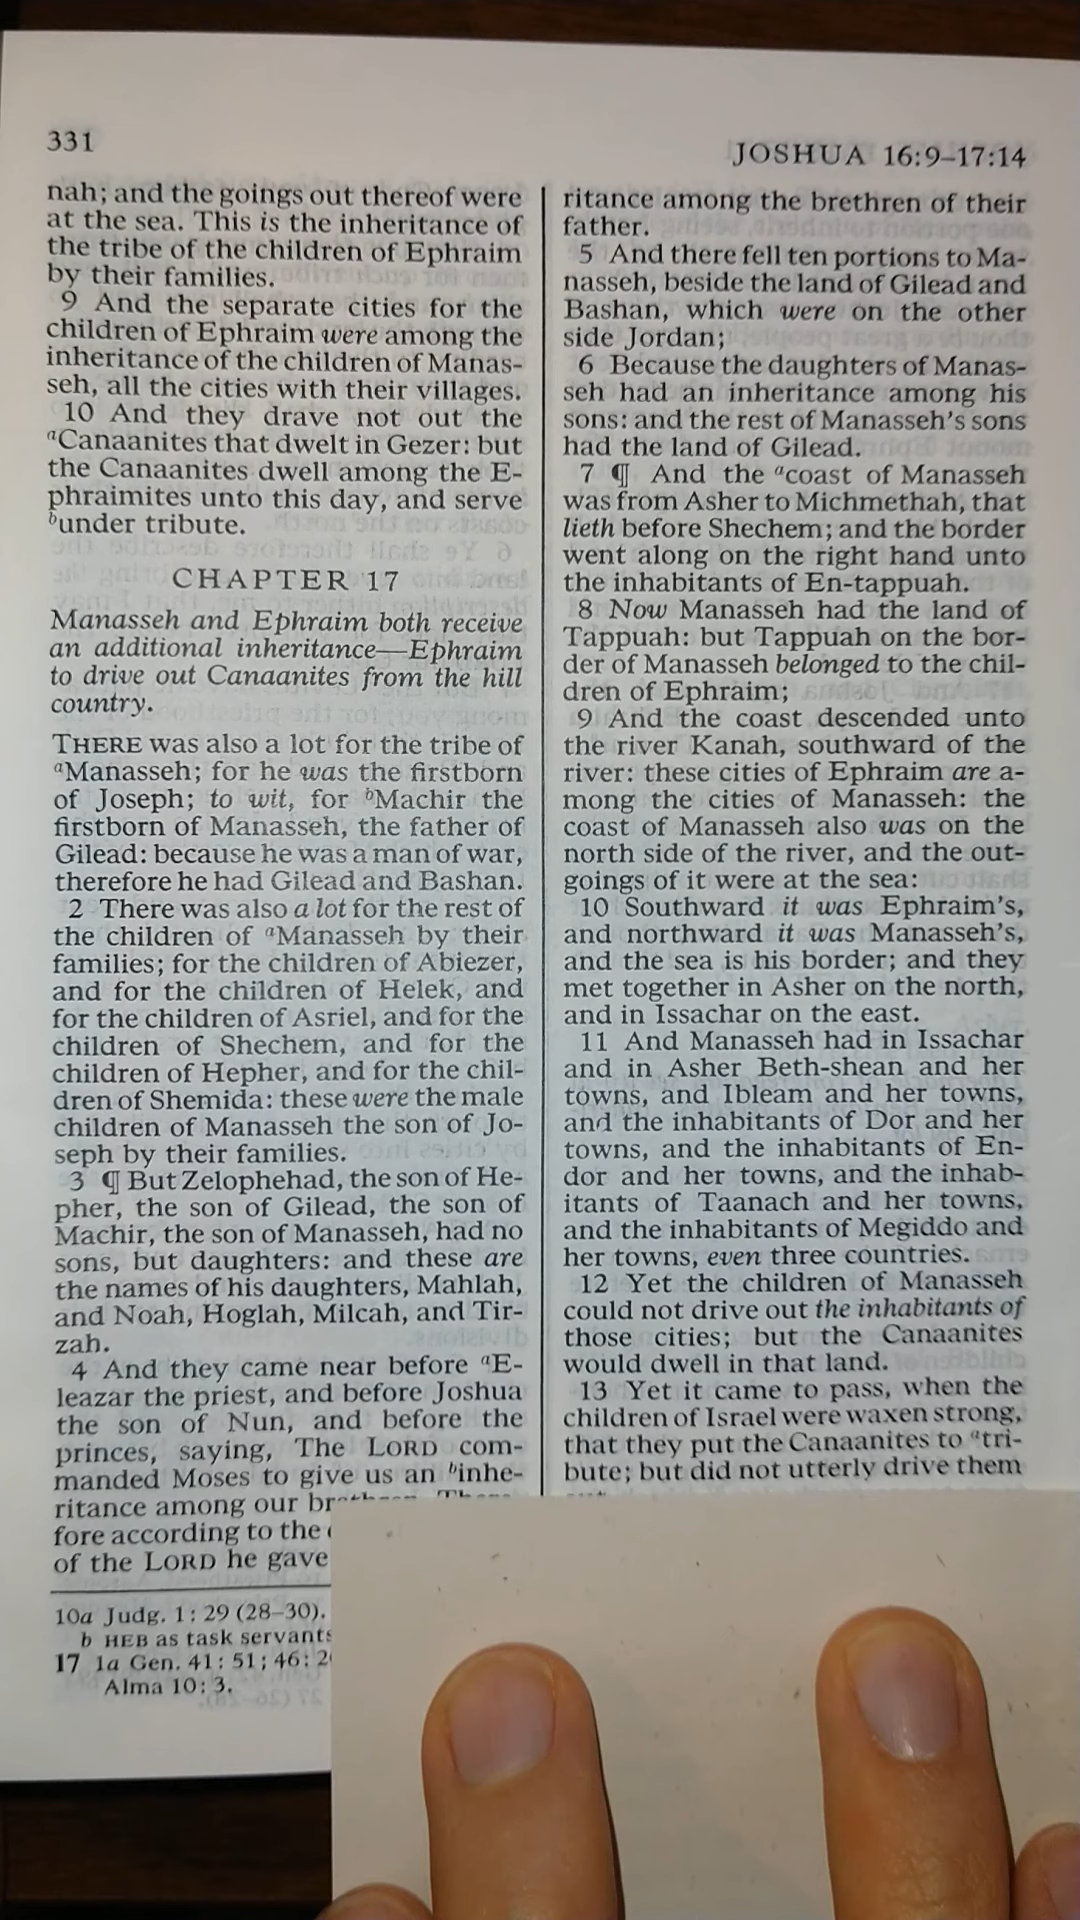 331
JOSHUA 16:9–17:14
nah; and the goings out thereof were
at the sea. This is the inheritance of
the tribe of the children of Ephraim
by their families.
9 And the separate cities for the
children of Ephraim were among the
inheritance of the children of Manas-
seh, all the cities with their villages.
10 And they drave not out the
aCanaanites that dwelt in Gezer: but
the Canaanites dwell among the E-
phraimites unto this day, and serve
bunder tribute.
CHAPTER 17
Manasseh and Ephraim both receive
an additional inheritance—Ephraim
to drive out Canaanites from the hill
country.
THERE was also a lot for the tribe of
aManasseh; for he was the firstborn
of Joseph; to wit, for bMachir the
firstborn of Manasseh, the father of
Gilead: because he was a man of war,
therefore he had Gilead and Bashan.
2 There was also a lot for the rest of
the children of aManasseh by their
families; for the children of Abiezer,
and for the children of Helek, and
for the children of Asriel, and for the
children of Shechem, and for the
children of Hepher, and for the chil-
dren of Shemida: these were the male
children of Manasseh the son of Jo-
seph by their families.
3 ¶ But Zelophehad, the son of He-
pher, the son of Gilead, the son of
Machir, the son of Manasseh, had no
sons, but daughters: and these are
the names of his daughters, Mahlah,
and Noah, Hoglah, Milcah, and Tir-
zah.
4 And they came near before aE-
leazar the priest, and before Joshua
the son of Nun, and before the
princes, saying, The LORD com-
manded Moses to give us an binhe-
ritance among our
fore according to the
of the LORD he gave
10a Judg. 1:29 (28–30).
b HEB as task servants
17 1a Gen. 41:51; 46:
Alma 10:3.
ritance among the brethren of their
father.
5 And there fell ten portions to Ma-
nasseh, beside the land of Gilead and
Bashan, which were on the other
side Jordan;
6 Because the daughters of Manas-
seh had an inheritance among his
sons: and the rest of Manasseh's sons
had the land of Gilead.
7 ¶ And the acoast of Manasseh
was from Asher to Michmethah, that
lieth before Shechem; and the border
went along on the right hand unto
the inhabitants of En-tappuah.
8 Now Manasseh had the land of
Tappuah: but Tappuah on the bor-
der of Manasseh belonged to the chil-
dren of Ephraim;
9 And the coast descended unto
the river Kanah, southward of the
river: these cities of Ephraim are a-
mong the cities of Manasseh: the
coast of Manasseh also was on the
north side of the river, and the out-
goings of it were at the sea:
10 Southward it was Ephraim's,
and northward it was Manasseh's,
and the sea is his border; and they
met together in Asher on the north,
and in Issachar on the east.
11 And Manasseh had in Issachar
and in Asher Beth-shean and her
towns, and Ibleam and her towns,
and the inhabitants of Dor and her
towns, and the inhabitants of En-
dor and her towns, and the inhab-
itants of Taanach and her towns,
and the inhabitants of Megiddo and
her towns, even three countries.
12 Yet the children of Manasseh
could not drive out the inhabitants of
those cities; but the Canaanites
would dwell in that land.
13 Yet it came to pass, when the
children of Israel were waxen strong,
that they put the Canaanites to atri-
bute; but did not utterly drive them